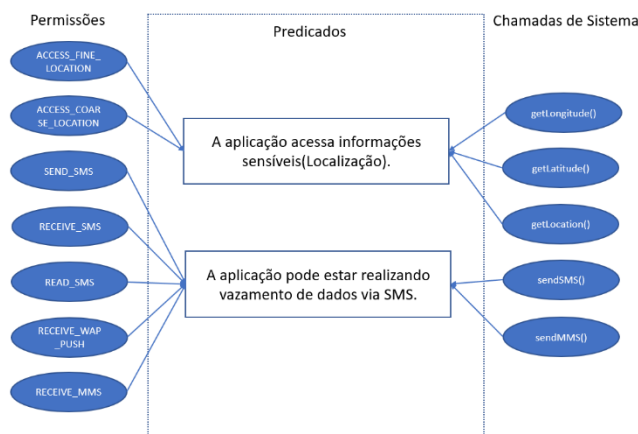 Permissões
Predicados
Chamadas de Sistema
ACCESS_FINE_
LOCATION
ACCESS_COAR
SE_LOCATION
SEND_SMS
RECEIVE_SMS
READ_SMS
RECEIVE_WAP
_PUSH
RECEIVE_MMS
A aplicação acessa informações
sensíveis(Localização).
A aplicação pode estar realizando
vazamento de dados via SMS.
getLongitude()
getLatitude()
getLocation()
sendSMS()
sendMMS()